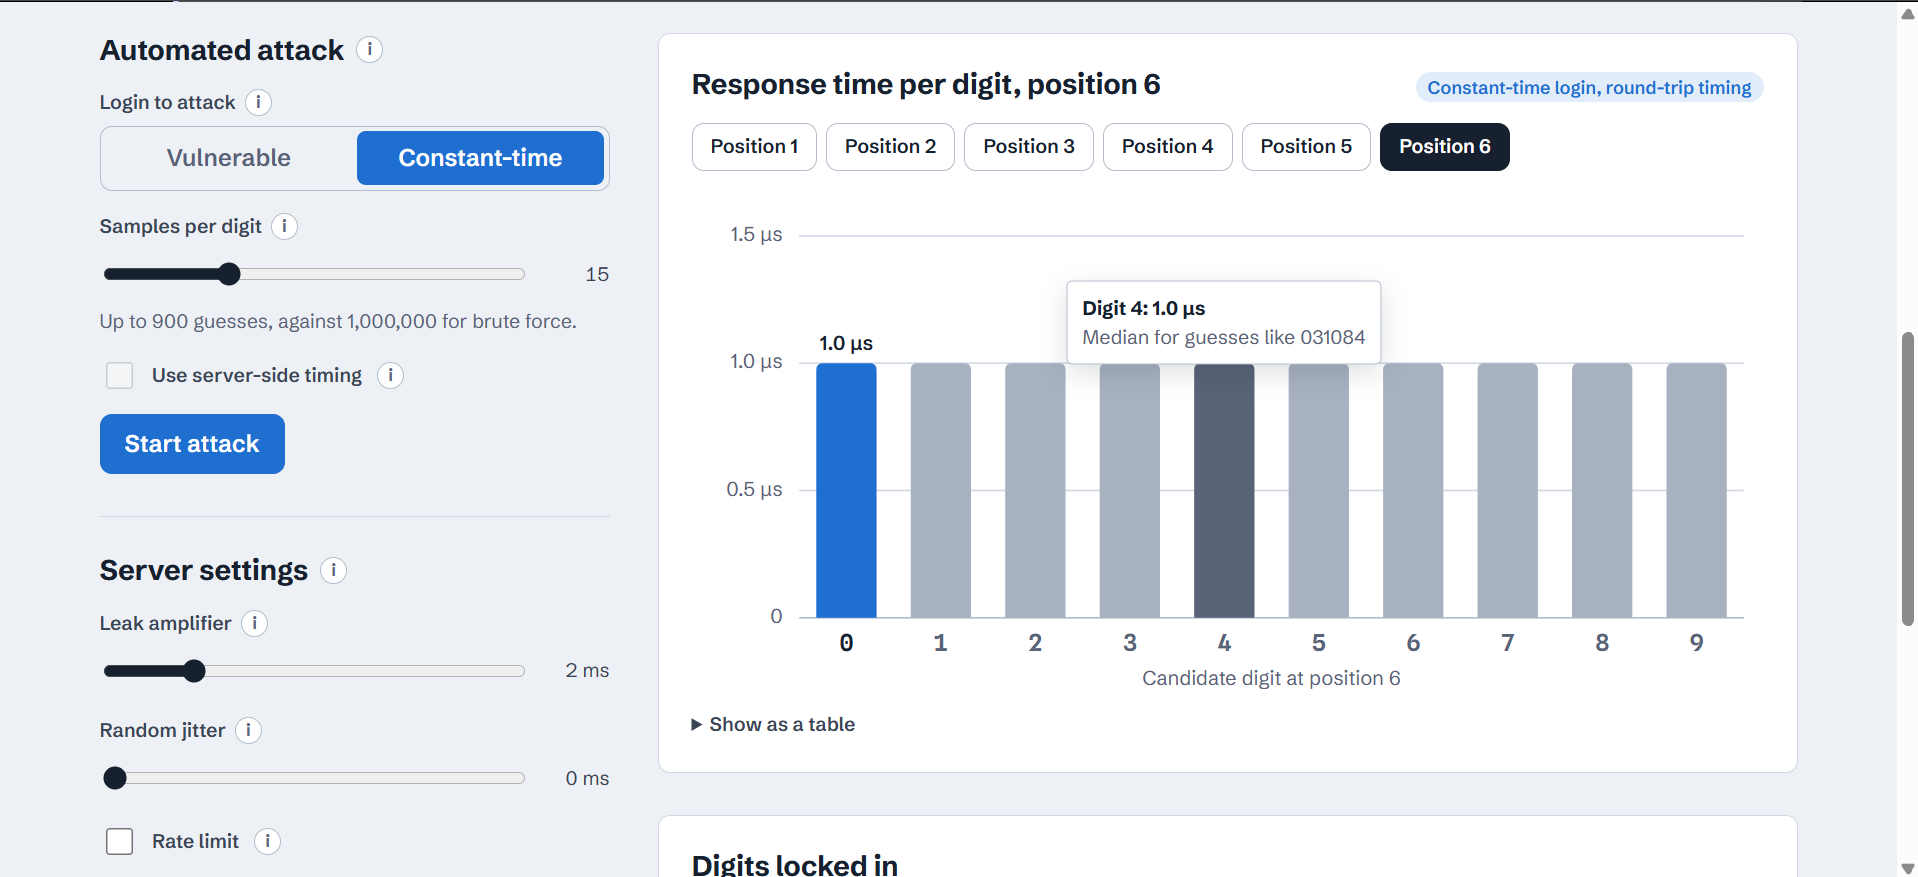 Automated attack i
Login to attack i
Vulnerable
Constant-time
Samples per digit i
15
Up to 900 guesses, against 1,000,000 for brute force.
Use server-side timing i
Start attack
Server settings i
Leak amplifier i
2 ms
Random jitter i
0 ms
Rate limit i
Response time per digit, position 6
Constant-time login, round-trip timing
Position 1
Position 2
Position 3
Position 4
Position 5
Position 6
1.5 µs
Digit 4: 1.0 µs
Median for guesses like 031084
1.0 µs
1.0 µs
0.5 µs
0
0 1 2 3 4 5 6 7 8 9
Candidate digit at position 6
Show as a table
Digits locked in